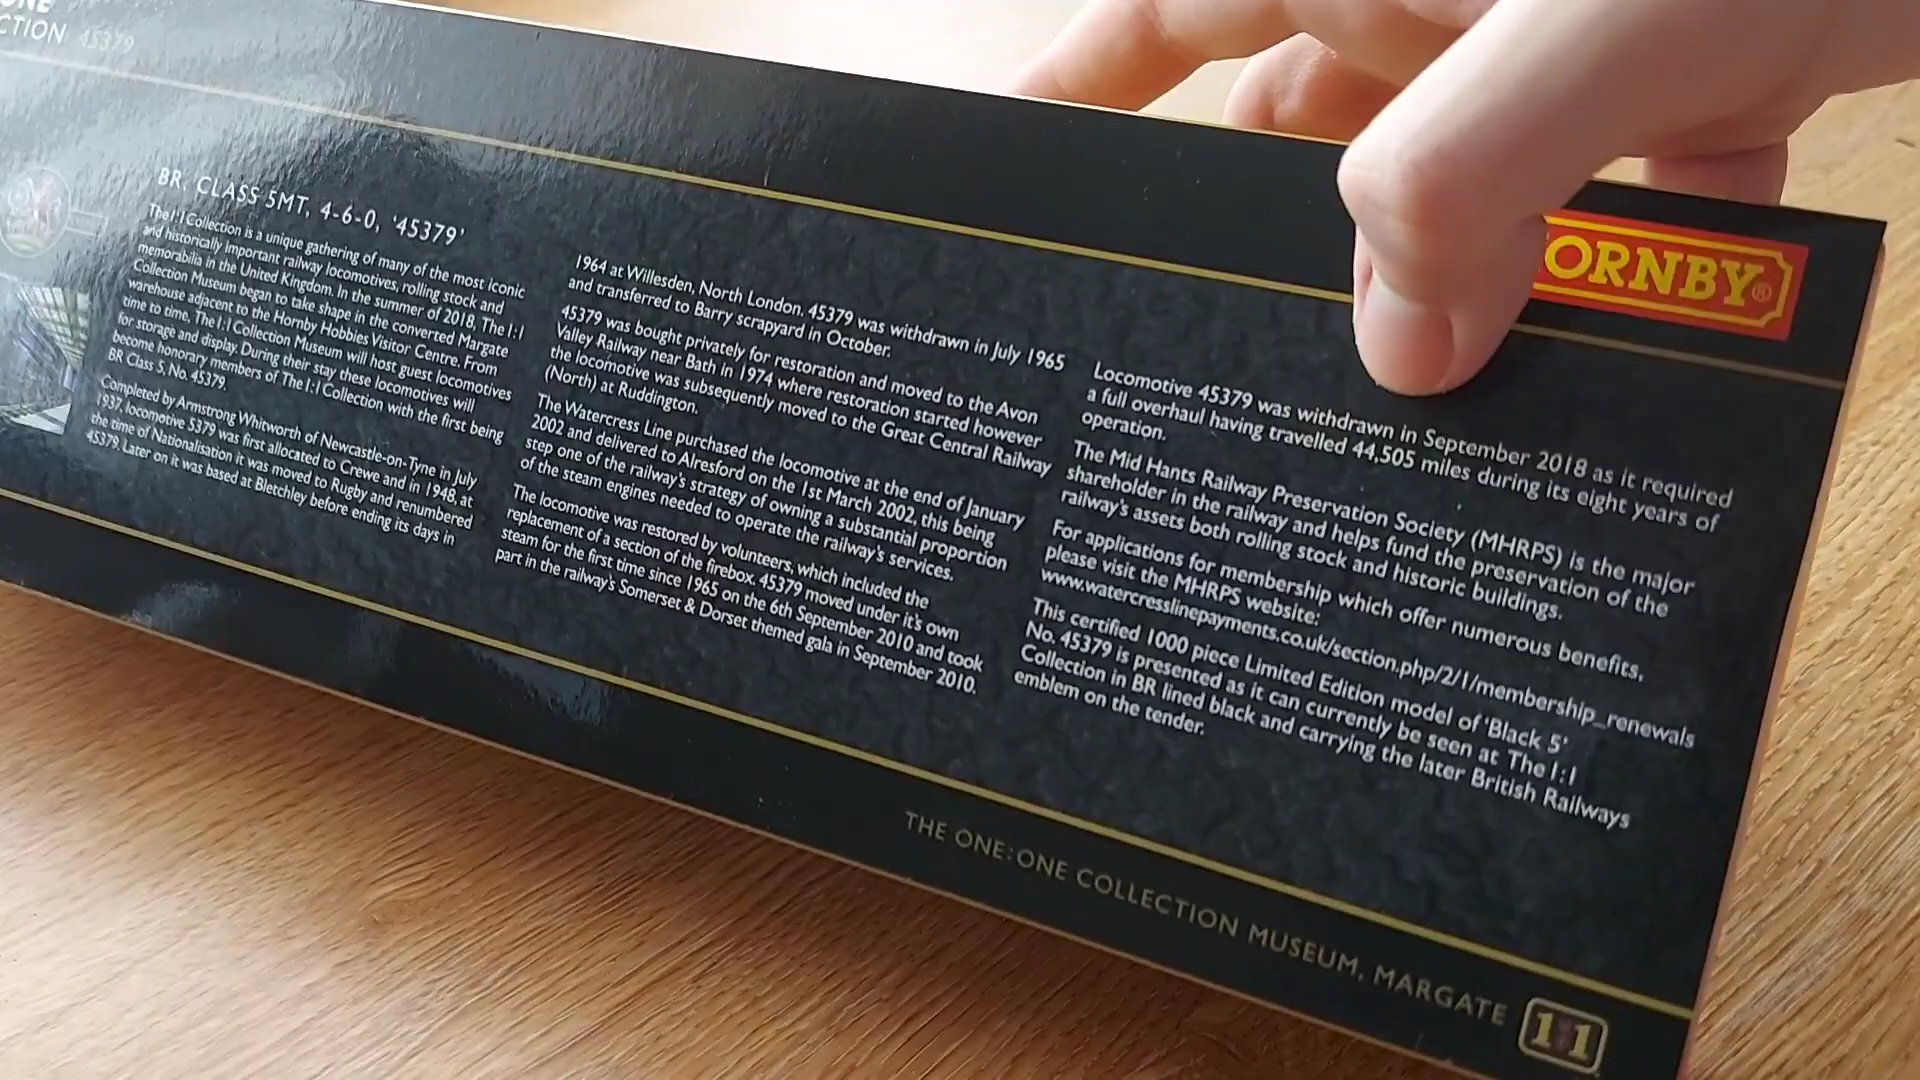 ONE
CTION 45379
BR, CLASS 5MT, 4-6-0, '45379'
The 1:1 Collection is a unique gathering of many of the most iconic
and historically important railway locomotives, rolling stock and
memorabilia in the United Kingdom. In the summer of 2018, The 1:1
Collection Museum began to take shape in the converted Margate
warehouse adjacent to the Hornby Hobbies Visitor Centre. From
time to time, The 1:1 Collection Museum will host guest locomotives
for storage and display. During their stay these locomotives will
become honorary members of The 1:1 Collection with the first being
BR Class 5, No. 45379.
Completed by Armstrong Whitworth of Newcastle-on-Tyne in July
1937, locomotive 5379 was first allocated to Crewe and in 1948, at
the time of Nationalisation it was moved to Rugby and renumbered
45379. Later on it was based at Bletchley before ending its days in
1964 at Willesden, North London. 45379 was withdrawn in July 1965
and transferred to Barry scrapyard in October.
45379 was bought privately for restoration and moved to the Avon
Valley Railway near Bath in 1974 where restoration started however
the locomotive was subsequently moved to the Great Central Railway
(North) at Ruddington.
The Watercress Line purchased the locomotive at the end of January
2002 and delivered to Alresford on the 1st March 2002, this being
step one of the railway's strategy of owning a substantial proportion
of the steam engines needed to operate the railway's services.
The locomotive was restored by volunteers, which included the
replacement of a section of the firebox. 45379 moved under it's own
steam for the first time since 1965 on the 6th September 2010 and took
part in the railway's Somerset & Dorset themed gala in September 2010.
Locomotive 45379 was withdrawn in September 2018 as it required
a full overhaul having travelled 44,505 miles during its eight years of
operation.
The Mid Hants Railway Preservation Society (MHRPS) is the major
shareholder in the railway and helps fund the preservation of the
railway's assets both rolling stock and historic buildings.
For applications for membership which offer numerous benefits,
please visit the MHRPS website:
www.watercresslinepayments.co.uk/section.php/2/1/membership_renewals
This certified 1000 piece Limited Edition model of 'Black 5'
No. 45379 is presented as it can currently be seen at The 1:1
Collection in BR lined black and carrying the later British Railways
emblem on the tender.
ORNBY®
THE ONE:ONE COLLECTION MUSEUM, MARGATE
1:1